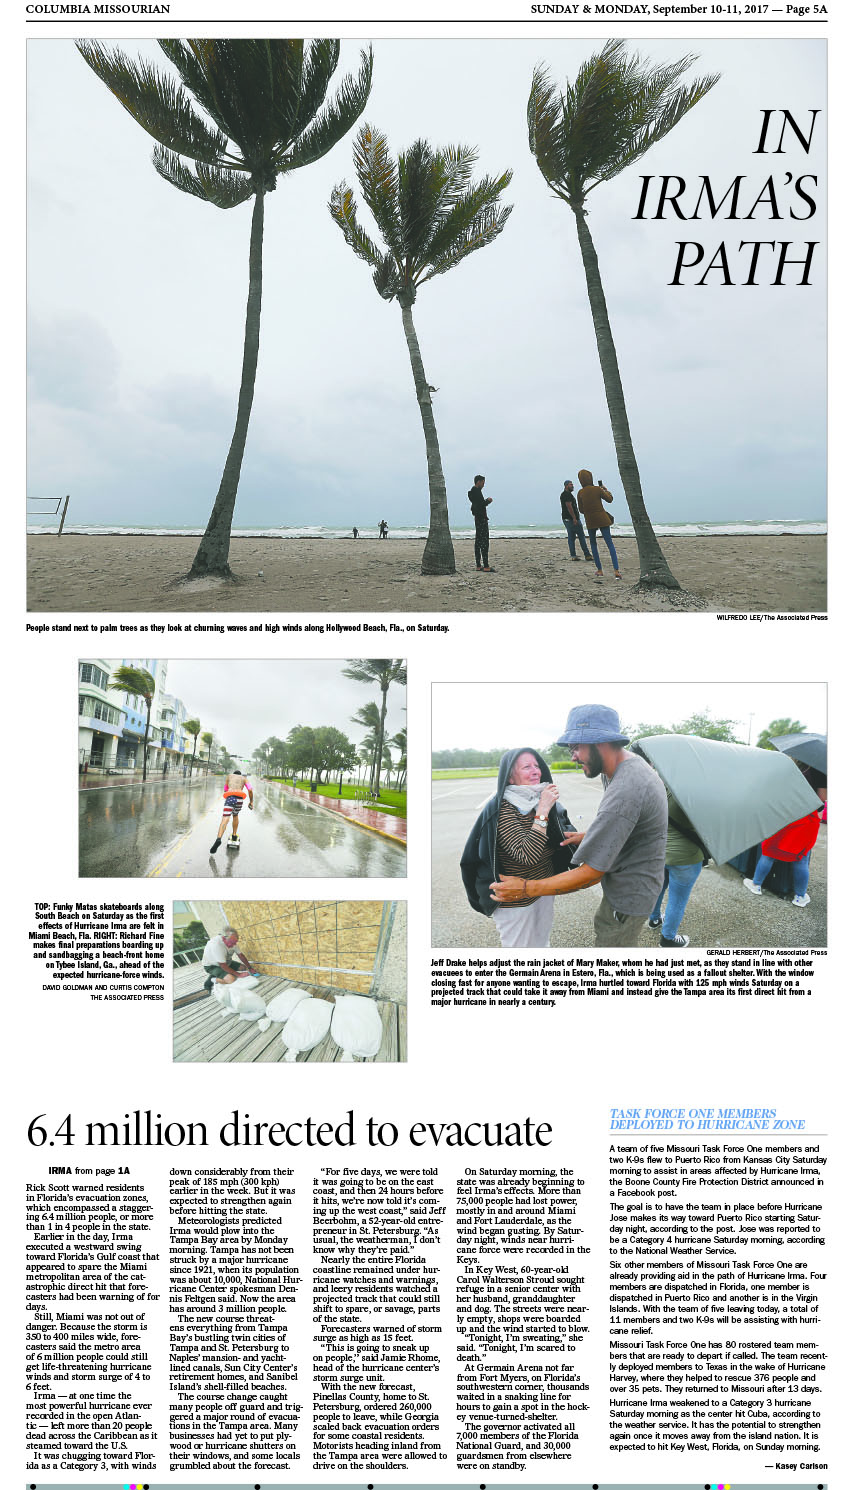 COLUMBIA MISSOURIAN
SUNDAY & MONDAY, September 10-11, 2017 — Page 5A
IN
IRMA'S
PATH
WILFREDO LEE/The Associated Press
People stand next to palm trees as they look at churning waves and high winds along Hollywood Beach, Fla., on Saturday.
TOP: Funky Matas skateboards along
South Beach on Saturday as the first
effects of Hurricane Irma are felt in
Miami Beach, Fla. RIGHT: Richard Fine
makes final preparations boarding up
and sandbagging a beach-front home
on Tybee Island, Ga., ahead of the
expected hurricane-force winds.
DAVID GOLDMAN AND CURTIS COMPTON
THE ASSOCIATED PRESS
GERALD HERBERT/The Associated Press
Jeff Drake helps adjust the rain jacket of Mary Maker, whom he had just met, as they stand in line with other
evacuees to enter the Germain Arena in Estero, Fla., which is being used as a fallout shelter. With the window
closing fast for anyone wanting to escape, Irma hurtled toward Florida with 125 mph winds Saturday on a
projected track that could take it away from Miami and instead give the Tampa area its first direct hit from a
major hurricane in nearly a century.
6.4 million directed to evacuate
IRMA from page 1A
Rick Scott warned residents
in Florida's evacuation zones,
which encompassed a stagger-
ing 6.4 million people, or more
than 1 in 4 people in the state.
Earlier in the day, Irma
executed a westward swing
toward Florida's Gulf coast that
appeared to spare the Miami
metropolitan area of the cat-
astrophic direct hit that fore-
casters had been warning of for
days.
Still, Miami was not out of
danger. Because the storm is
350 to 400 miles wide, fore-
casters said the metro area
of 6 million people could still
get life-threatening hurricane
winds and storm surge of 4 to
6 feet.
Irma — at one time the
most powerful hurricane ever
recorded in the open Atlan-
tic — left more than 20 people
dead across the Caribbean as it
steamed toward the U.S.
It was chugging toward Flor-
ida as a Category 3, with winds
down considerably from their
peak of 185 mph (300 kph)
earlier in the week. But it was
expected to strengthen again
before hitting the state.
Meteorologists predicted
Irma would plow into the
Tampa Bay area by Monday
morning. Tampa has not been
struck by a major hurricane
since 1921, when its population
was about 10,000, National Hur-
ricane Center spokesman Den-
nis Feltgen said. Now the area
has around 3 million people.
The new course threat-
ens everything from Tampa
Bay's bustling twin cities of
Tampa and St. Petersburg to
Naples' mansion- and yacht-
lined canals, Sun City Center's
retirement homes, and Sanibel
Island's shell-filled beaches.
The course change caught
many people off guard and trig-
gered a major round of evacua-
tions in the Tampa area. Many
businesses had yet to put ply-
wood or hurricane shutters on
their windows, and some locals
grumbled about the forecast.
"For five days, we were told
it was going to be on the east
coast, and then 24 hours before
it hits, we're now told it's com-
ing up the west coast," said Jeff
Beerbohm, a 52-year-old entre-
preneur in St. Petersburg. "As
usual, the weatherman, I don't
know why they're paid."
Nearly the entire Florida
coastline remained under hur-
ricane watches and warnings,
and leery residents watched a
projected track that could still
shift to spare, or savage, parts
of the state.
Forecasters warned of storm
surge as high as 15 feet.
"This is going to sneak up
on people," said Jamie Rhome,
head of the hurricane center's
storm surge unit.
With the new forecast,
Pinellas County, home to St.
Petersburg, ordered 260,000
people to leave, while Georgia
scaled back evacuation orders
for some coastal residents.
Motorists heading inland from
the Tampa area were allowed to
drive on the shoulders.
On Saturday morning, the
state was already beginning to
feel Irma's effects. More than
75,000 people had lost power,
mostly in and around Miami
and Fort Lauderdale, as the
wind began gusting. By Satur-
day night, winds near hurri-
cane force were recorded in the
Keys.
In Key West, 60-year-old
Carol Walterson Stroud sought
refuge in a senior center with
her husband, granddaughter
and dog. The streets were near-
ly empty, shops were boarded
up and the wind started to blow.
"Tonight, I'm sweating," she
said. "Tonight, I'm scared to
death."
At Germain Arena not far
from Fort Myers, on Florida's
southwestern corner, thousands
waited in a snaking line for
hours to gain a spot in the hock-
ey venue-turned-shelter.
The governor activated all
7,000 members of the Florida
National Guard, and 30,000
guardsmen from elsewhere
were on standby.
TASK FORCE ONE MEMBERS
DEPLOYED TO HURRICANE ZONE
A team of five Missouri Task Force One members and
two K-9s flew to Puerto Rico from Kansas City Saturday
morning to assist in areas affected by Hurricane Irma,
the Boone County Fire Protection District announced in
a Facebook post.
The goal is to have the team in place before Hurricane
Jose makes its way toward Puerto Rico starting Satur-
day night, according to the post. Jose was reported to
be a Category 4 hurricane Saturday morning, according
to the National Weather Service.
Six other members of Missouri Task Force One are
already providing aid in the path of Hurricane Irma. Four
members are dispatched in Florida, one member is
dispatched in Puerto Rico and another is in the Virgin
Islands. With the team of five leaving today, a total of
11 members and two K-9s will be assisting with hurri-
cane relief.
Missouri Task Force One has 80 rostered team mem-
bers that are ready to depart if called. The team recent-
ly deployed members to Texas in the wake of Hurricane
Harvey, where they helped to rescue 376 people and
over 35 pets. They returned to Missouri after 13 days.
Hurricane Irma weakened to a Category 3 hurricane
Saturday morning as the center hit Cuba, according to
the weather service. It has the potential to strengthen
again once it moves away from the island nation. It is
expected to hit Key West, Florida, on Sunday morning.
— Kasey Carlson